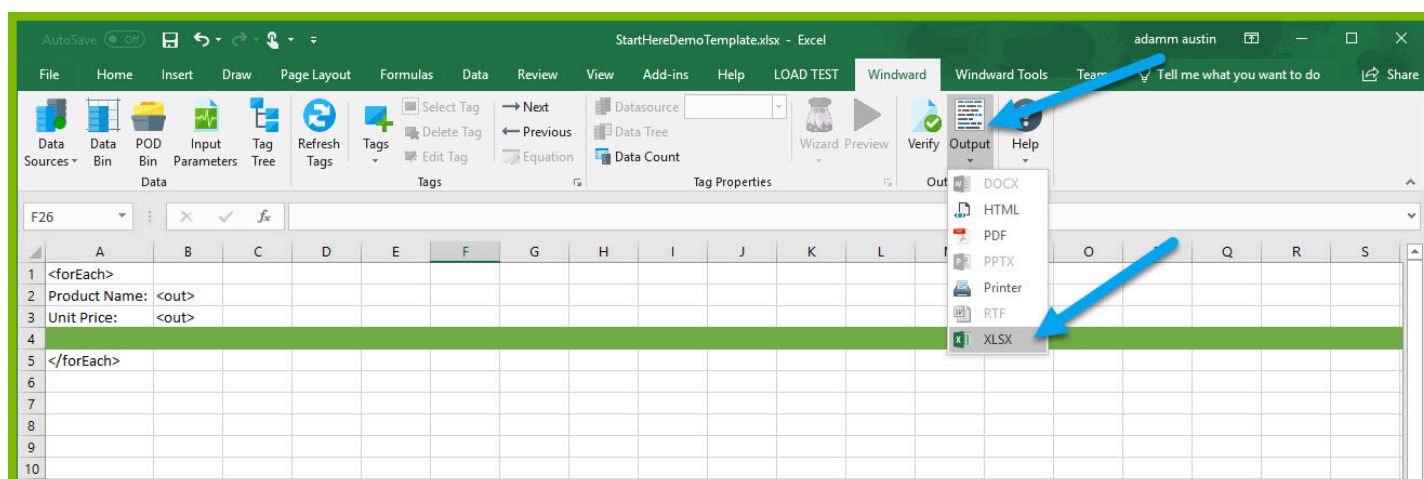 AutoSave Off StartHereDemoTemplate.xlsx - Excel adamm austin
File Home Insert Draw Page Layout Formulas Data Review View Add-ins Help LOAD TEST Windward Windward Tools Team Tell me what you want to do Share
Select Tag Next Datasource
Delete Tag Previous Data Tree
Data Data POD Input Tag Refresh Tags Wizard Preview Verify Output Help
Sources Bin Bin Parameters Tree Tags Edit Tag Equation Data Count
Data Tags Tag Properties Out
DOCX
F26 fx HTML
PDF
A B C D E F G H I J K L O Q R S
1 <forEach> PPTX
2 Product Name: <out> Printer
3 Unit Price: <out> RTF
4 XLSX
5 </forEach>
6
7
8
9
10